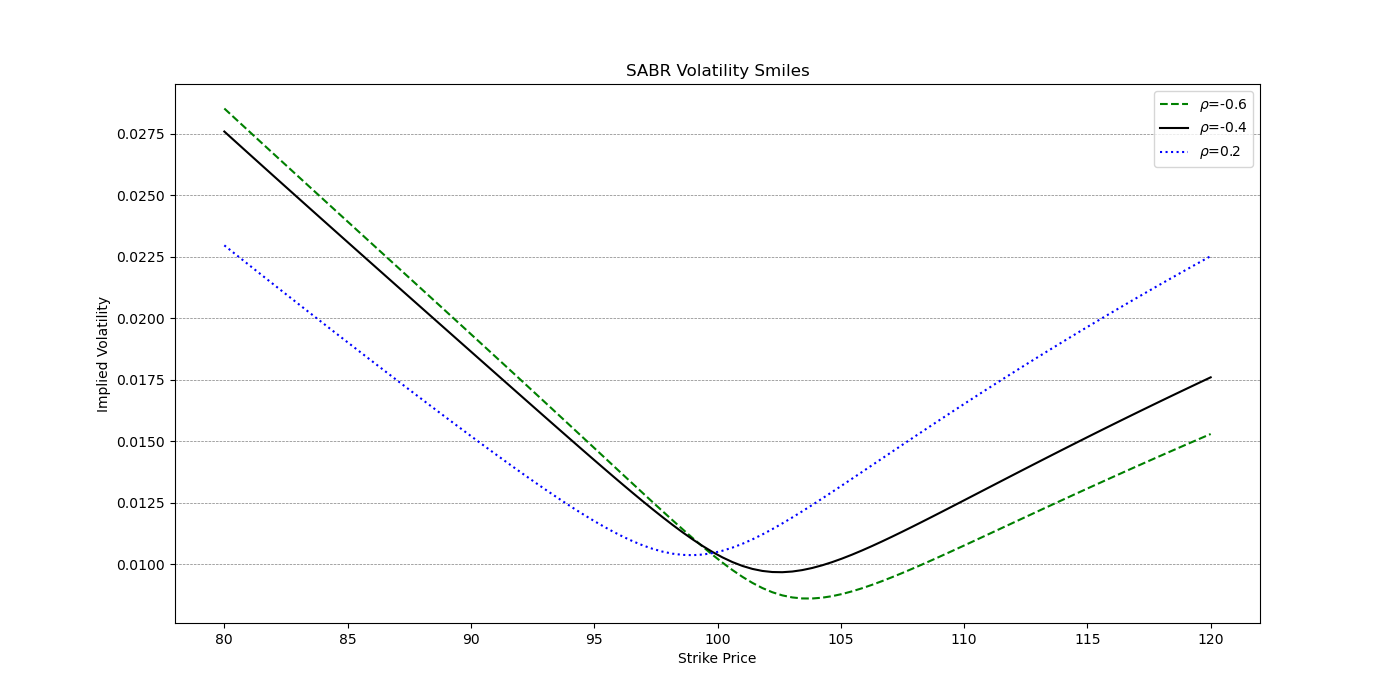 SABR Volatility Smiles
ρ=-0.6
ρ=-0.4
ρ=0.2
0.0275
0.0250
0.0225
0.0200
0.0175
0.0150
0.0125
0.0100
Implied Volatility
80 85 90 95 100 105 110 115 120
Strike Price